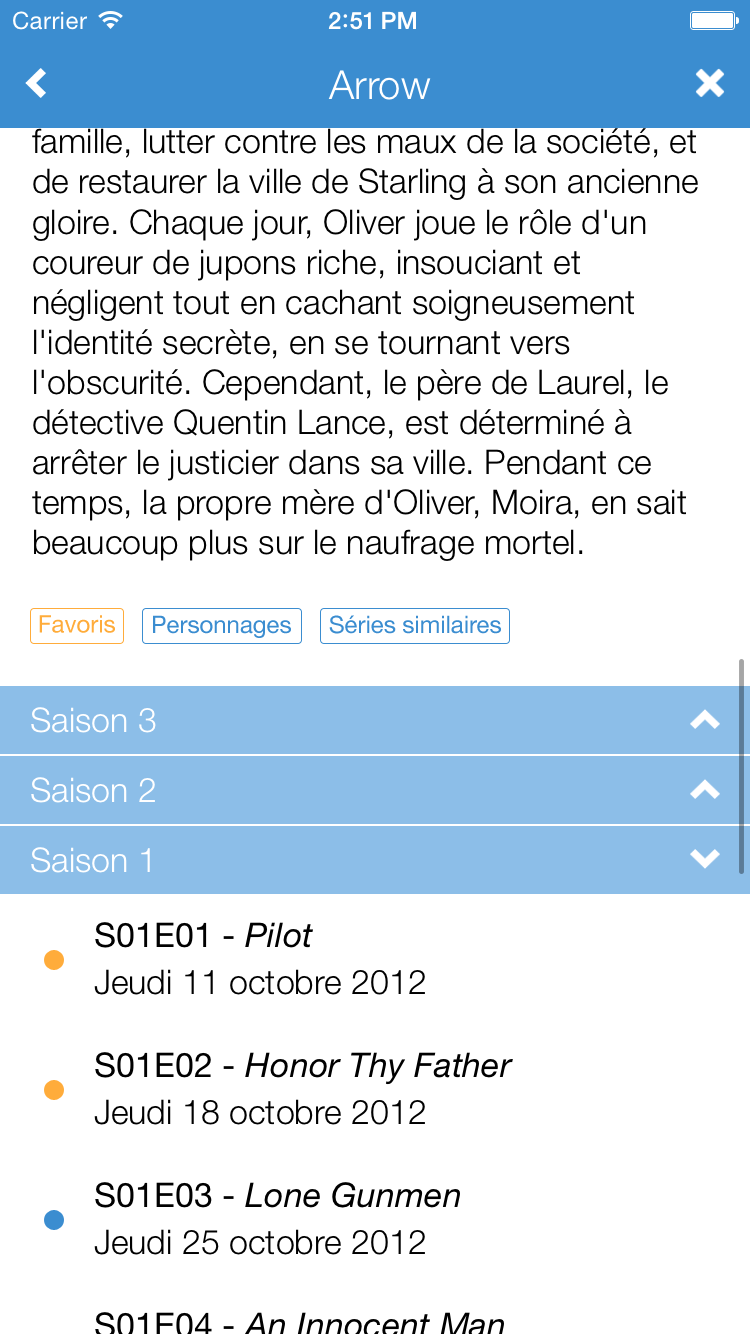 Carrier 2:51 PM
Arrow
famille, lutter contre les maux de la société, et
de restaurer la ville de Starling à son ancienne
gloire. Chaque jour, Oliver joue le rôle d'un
coureur de jupons riche, insouciant et
négligent tout en cachant soigneusement
l'identité secrète, en se tournant vers
l'obscurité. Cependant, le père de Laurel, le
détective Quentin Lance, est déterminé à
arrêter le justicier dans sa ville. Pendant ce
temps, la propre mère d'Oliver, Moira, en sait
beaucoup plus sur le naufrage mortel.
Favoris Personnages Séries similaires
Saison 3
Saison 2
Saison 1
S01E01 - Pilot
Jeudi 11 octobre 2012
S01E02 - Honor Thy Father
Jeudi 18 octobre 2012
S01E03 - Lone Gunmen
Jeudi 25 octobre 2012
S01E04 - An Innocent Man